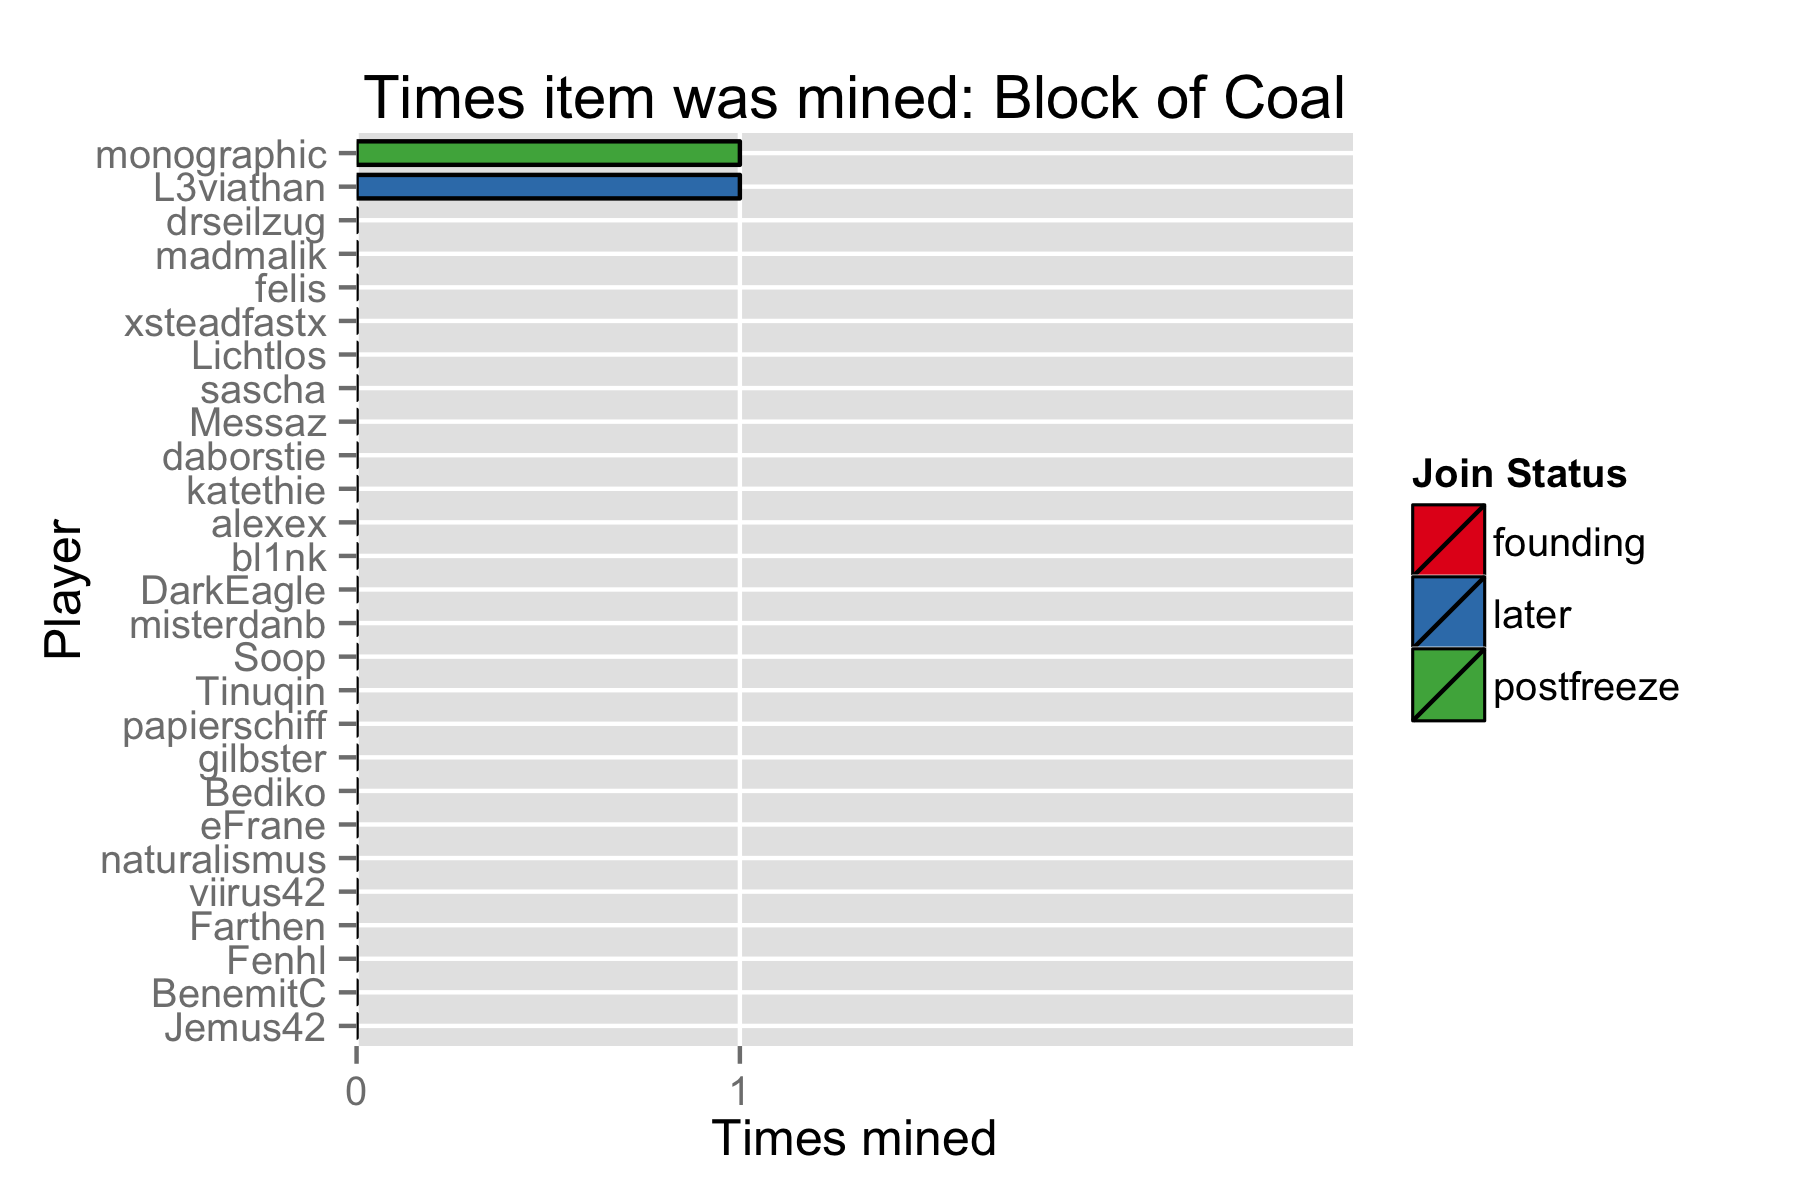 Times item was mined: Block of Coal
monographic
L3viathan
drseilzug
madmalik
felis
xsteadfastx
Lichtlos
sascha
Messaz
daborstie
katethie
alexex
bl1nk
DarkEagle
misterdanb
Soop
Tinuqin
papierschiff
gilbster
Bediko
eFrane
naturalismus
viirus42
Farthen
Fenhl
BenemitC
Jemus42
Player
0 1
Times mined
Join Status
founding
later
postfreeze